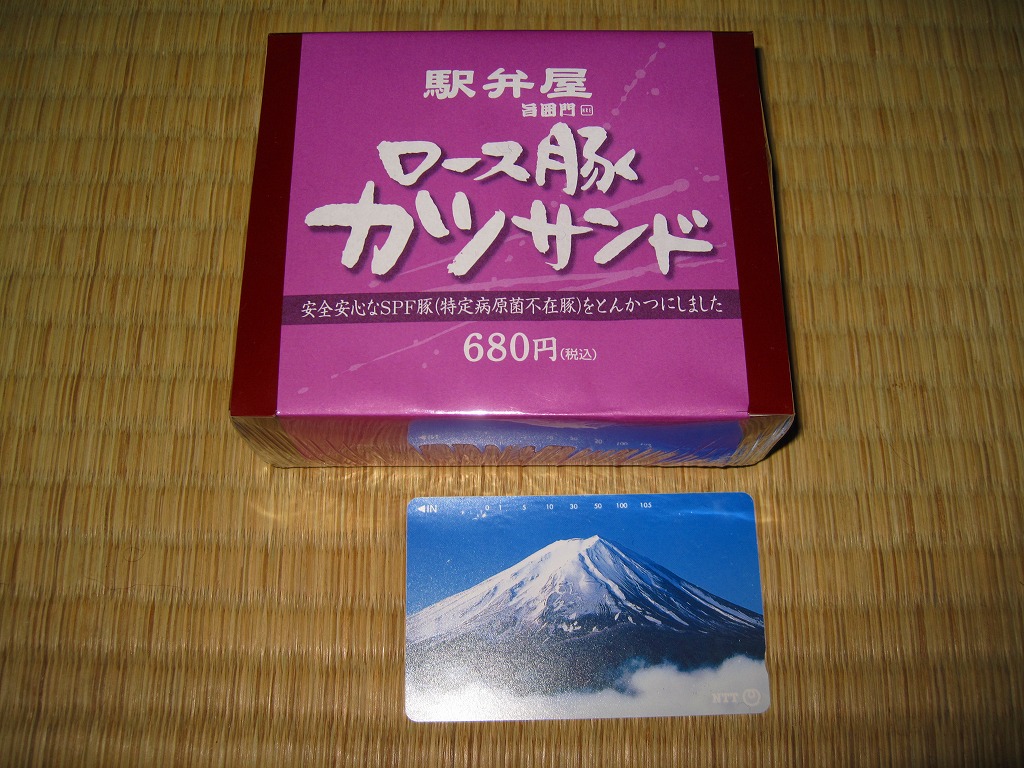 駅弁屋
旨囲門
ロース豚
カツサンド
安全安心なSPF豚(特定病原菌不在豚)をとんかつにしました
680円(税込)
◀IN 0 1 5 10 30 50 100 105
NTT